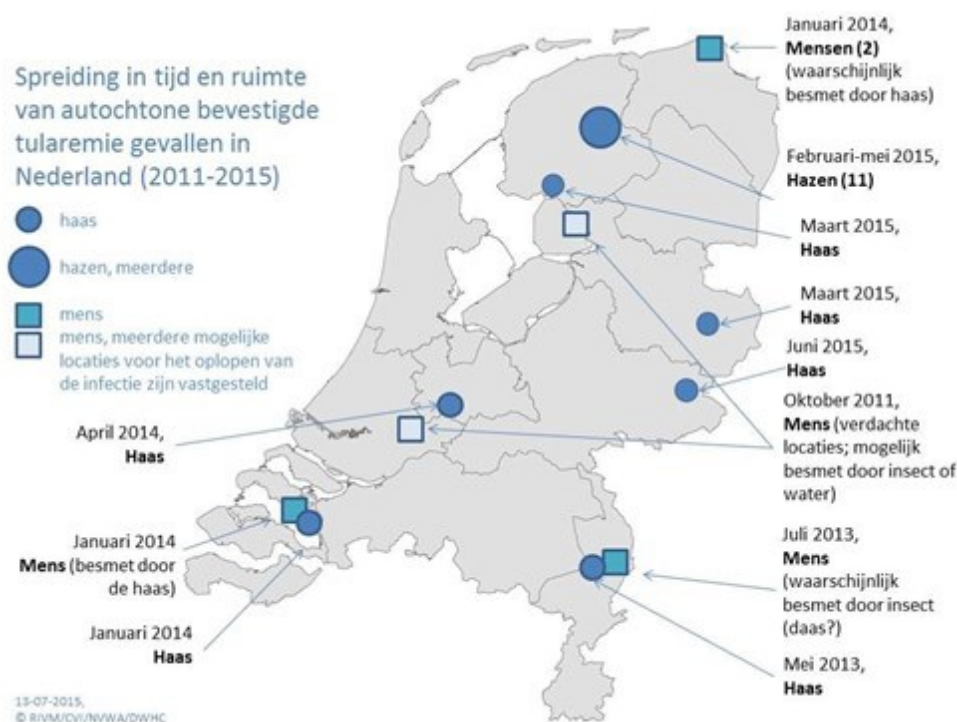 Spreiding in tijd en ruimte
van autochtone bevestigde
tularemie gevallen in
Nederland (2011-2015)
haas
hazen, meerdere
mens
mens, meerdere mogelijke
locaties voor het oplopen van
de infectie zijn vastgesteld
April 2014,
Haas
Januari 2014
Mens (besmet door
de haas)
Januari 2014
Haas
13-07-2015,
© RIVM/CVI/NVWA/DWHC
Januari 2014,
Mensen (2)
(waarschijnlijk
besmet door haas)
Februari-mei 2015,
Hazen (11)
Maart 2015,
Haas
Maart 2015,
Haas
Juni 2015,
Haas
Oktober 2011,
Mens (verdachte
locaties; mogelijk
besmet door insect of
water)
Juli 2013,
Mens
(waarschijnlijk
besmet door insect
(daas?)
Mei 2013,
Haas